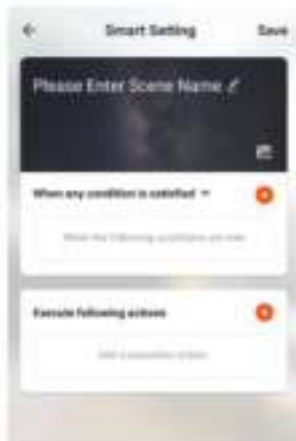 Smart Setting
Save
Please Enter Scene Name
When any condition is satisfied
Execute following actions